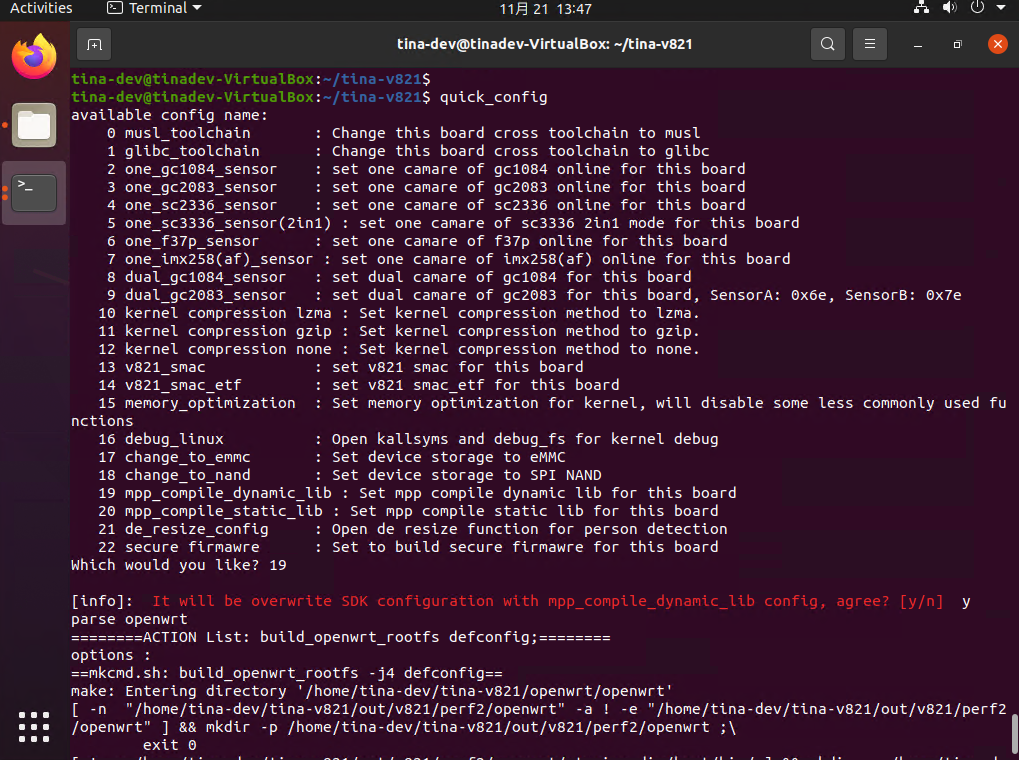 Activities Terminal 11月 21 13:47
tina-dev@tinadev-VirtualBox: ~/tina-v821
tina-dev@tinadev-VirtualBox:~/tina-v821$
tina-dev@tinadev-VirtualBox:~/tina-v821$ quick_config
available config name:
0 musl_toolchain : Change this board cross toolchain to musl
1 glibc_toolchain : Change this board cross toolchain to glibc
2 one_gc1084_sensor : set one camare of gc1084 online for this board
3 one_gc2083_sensor : set one camare of gc2083 online for this board
4 one_sc2336_sensor : set one camare of sc2336 online for this board
5 one_sc3336_sensor(2in1) : set one camare of sc3336 2in1 mode for this board
6 one_f37p_sensor : set one camare of f37p online for this board
7 one_imx258(af)_sensor : set one camare of imx258(af) online for this board
8 dual_gc1084_sensor : set dual camare of gc1084 for this board
9 dual_gc2083_sensor : set dual camare of gc2083 for this board, SensorA: 0x6e, SensorB: 0x7e
10 kernel compression lzma : Set kernel compression method to lzma.
11 kernel compression gzip : Set kernel compression method to gzip.
12 kernel compression none : Set kernel compression method to none.
13 v821_smac : set v821 smac for this board
14 v821_smac_etf : set v821 smac_etf for this board
15 memory_optimization : Set memory optimization for kernel, will disable some less commonly used fu
nctions
16 debug_linux : Open kallsyms and debug_fs for kernel debug
17 change_to_emmc : Set device storage to eMMC
18 change_to_nand : Set device storage to SPI NAND
19 mpp_compile_dynamic_lib : Set mpp compile dynamic lib for this board
20 mpp_compile_static_lib : Set mpp compile static lib for this board
21 de_resize_config : Open de resize function for person detection
22 secure firmawre : Set to build secure firmawre for this board
Which would you like? 19
[info]: It will be overwrite SDK configuration with mpp_compile_dynamic_lib config, agree? [y/n] y
parse openwrt
========ACTION List: build_openwrt_rootfs defconfig;========
options :
==mkcmd.sh: build_openwrt_rootfs -j4 defconfig==
make: Entering directory '/home/tina-dev/tina-v821/openwrt/openwrt'
[ -n "/home/tina-dev/tina-v821/out/v821/perf2/openwrt" -a ! -e "/home/tina-dev/tina-v821/out/v821/perf2
/openwrt" ] && mkdir -p /home/tina-dev/tina-v821/out/v821/perf2/openwrt ;\
exit 0